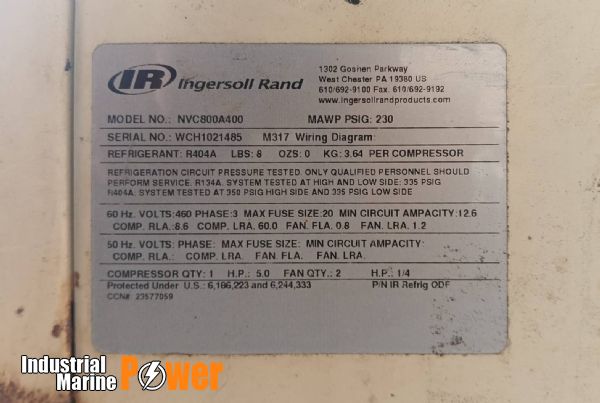 IR Ingersoll Rand
1302 Goshen Parkway
West Chester PA 19380 US
610/692-9100 Fax. 610/692-9192
www.ingersollrandproducts.com
MODEL NO.: NVC800A400 MAWP PSIG: 230
SERIAL NO.: WCH1021485 M317 Wiring Diagram:
REFRIGERANT: R404A LBS: 8 OZS: 0 KG: 3.64 PER COMPRESSOR
REFRIGERATION CIRCUIT PRESSURE TESTED. ONLY QUALIFIED PERSONNEL SHOULD
PERFORM SERVICE. R134A. SYSTEM TESTED AT HIGH AND LOW SIDE: 335 PSIG
R404A. SYSTEM TESTED AT 350 PSIG HIGH SIDE AND 335 PSIG LOW SIDE
60 Hz. VOLTS: 460 PHASE: 3 MAX FUSE SIZE: 20 MIN CIRCUIT AMPACITY: 12.6
COMP. RLA.: 8.6 COMP. LRA. 60.0 FAN. FLA. 0.8 FAN. LRA. 1.2
50 Hz. VOLTS: PHASE: MAX FUSE SIZE: MIN CIRCUIT AMPACITY:
COMP. RLA.: COMP. LRA. FAN. FLA. FAN. LRA.
COMPRESSOR QTY: 1 H.P.: 5.0 FAN QTY.: 2 H.P.: 1/4
Protected Under U.S.: 6,186,223 and 6,244,333 P/N IR Refrig ODF
CCN#: 23577059
Industrial
Marine Power